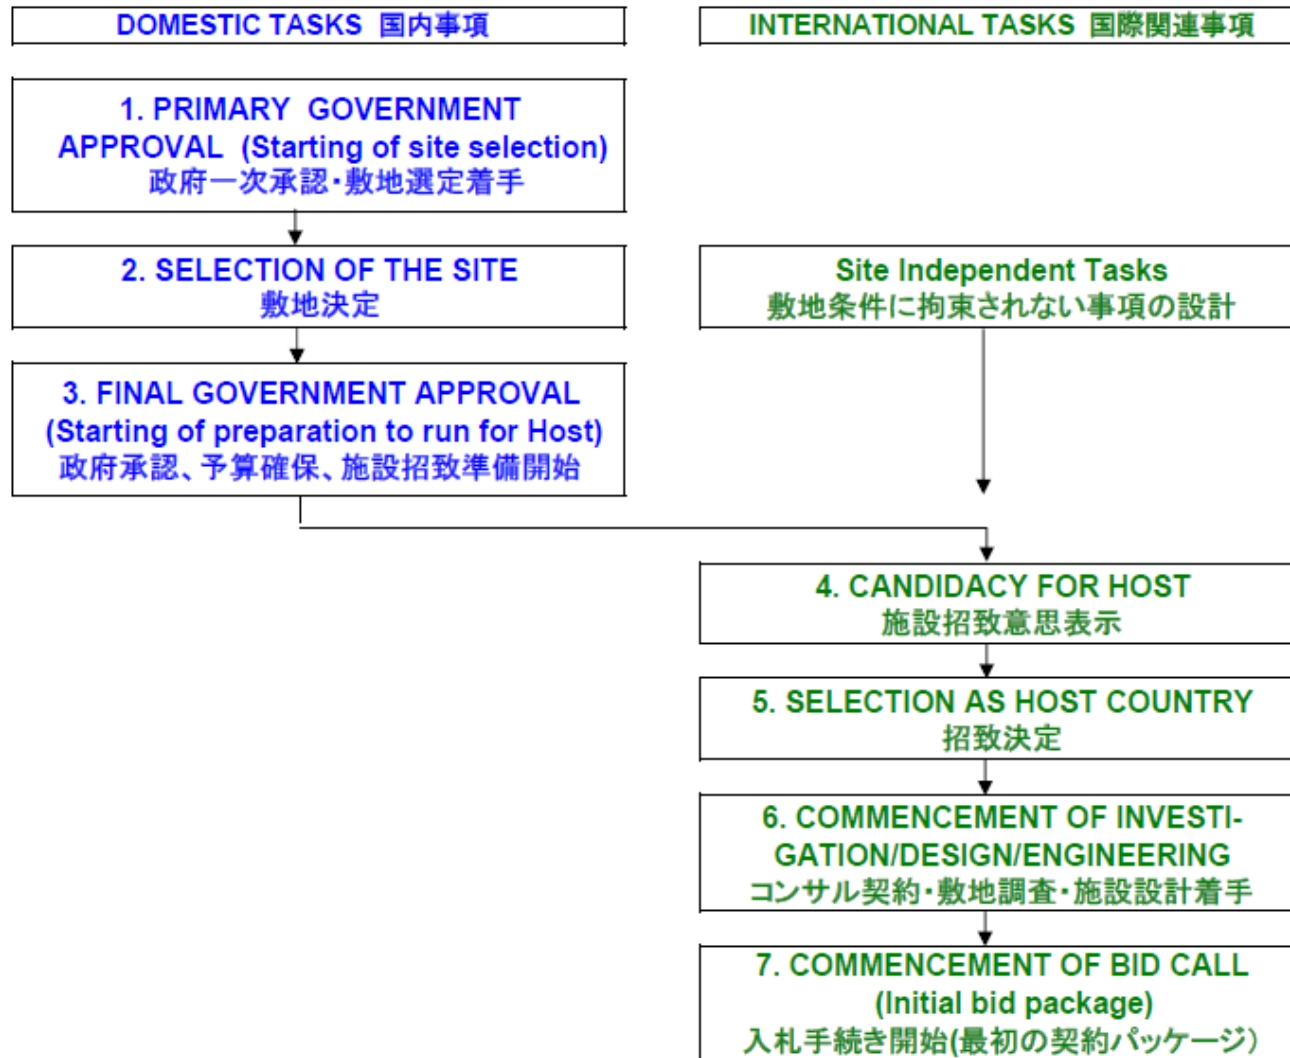 DOMESTIC TASKS 国内事項
INTERNATIONAL TASKS 国際関連事項
1. PRIMARY GOVERNMENT
APPROVAL (Starting of site selection)
政府一次承認・敷地選定着手
2. SELECTION OF THE SITE
敷地決定
Site Independent Tasks
敷地条件に拘束されない事項の設計
3. FINAL GOVERNMENT APPROVAL
(Starting of preparation to run for Host)
政府承認、予算確保、施設招致準備開始
4. CANDIDACY FOR HOST
施設招致意思表示
5. SELECTION AS HOST COUNTRY
招致決定
6. COMMENCEMENT OF INVESTI-
GATION/DESIGN/ENGINEERING
コンサル契約・敷地調査・施設設計着手
7. COMMENCEMENT OF BID CALL
(Initial bid package)
入札手続き開始(最初の契約パッケージ)